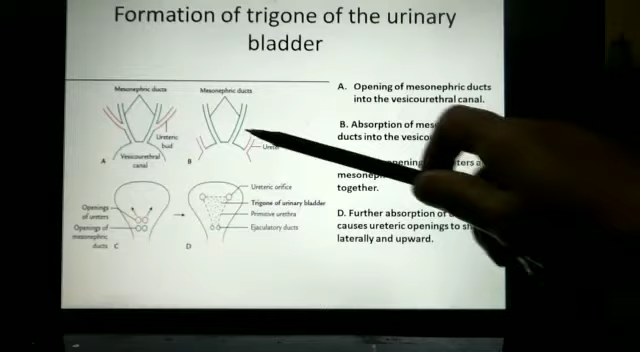 Formation of trigone of the urinary
bladder
Mesonephric ducts
Mesonephric ducts
Ureteric
bud
Vesicourethral
canal
A
B
Openings
of ureters
Openings of
mesonephric
ducts
C
Ureteric orifice
Trigone of urinary bladder
Primitive urethra
Ejaculatory ducts
D
A. Opening of mesonephric ducts
into the vesicourethral canal.
B. Absorption of
ducts into the
together.
D. Further absorption of
causes ureteric openings to
laterally and upward.